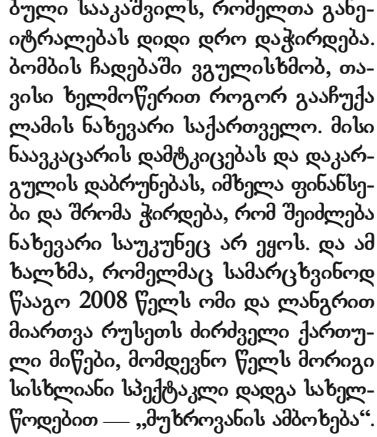 ბული სააკაშვილს, რომელთა განე-
იტრალებას დიდი დრო დაჭირდება.
ბომბის ჩადებაში ვგულისხმობ, თა-
ვისი ხელმოწერით როგორ გააჩუქა
ლამის ნახევარი საქართველო. მისი
ნაავკაცარის დამტკიცებას და დაკარ-
გულის დაბრუნებას, იმხელა ფინანსე-
ბი და შრომა ჭირდება, რომ შეიძლება
ნახევარი საუკუნეც არ ეყოს. და ამ
ხალხმა, რომელმაც სამარცხვინოდ
წააგო 2008 წელს ომი და ლანგრით
მიართვა რუსეთს ძირძველი ქართუ-
ლი მიწები, მომდევნო წელს მორიგი
სისხლიანი სპექტაკლი დადგა სახელ-
წოდებით — „მუხროვანის ამბოხება“.